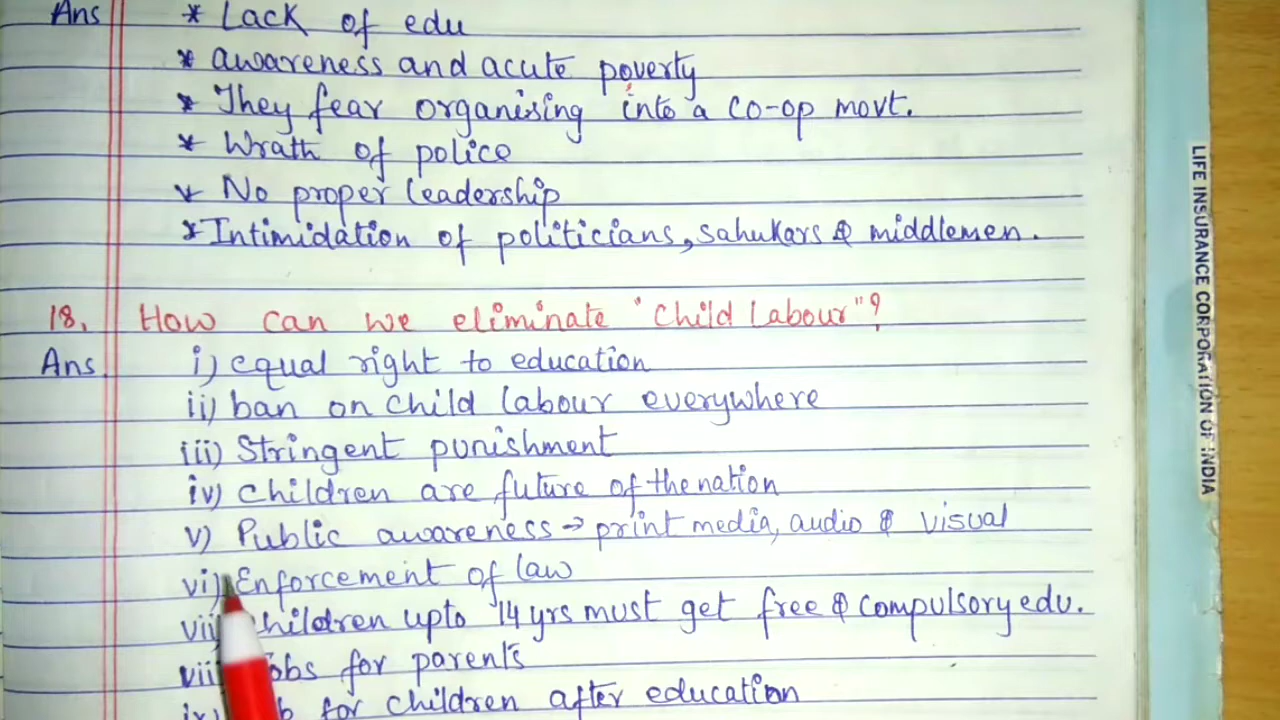 Ans * Lack of edu
* awareness and acute poverty
* They fear organising into a co-op movt.
* Wrath of police
* No proper leadership
* Intimidation of politicians, sahukars & middlemen.
18. How can we eliminate "Child Labour"?
Ans i) equal right to education
ii) ban on child labour everywhere
iii) Stringent punishment
iv) children are future of the nation
v) Public awareness → print media, audio & visual
vi) Enforcement of law
vii) children upto 14 yrs must get free & compulsory edu.
viii for parents
ix) for children after education
LIFE INSURANCE CORPORATION OF INDIA